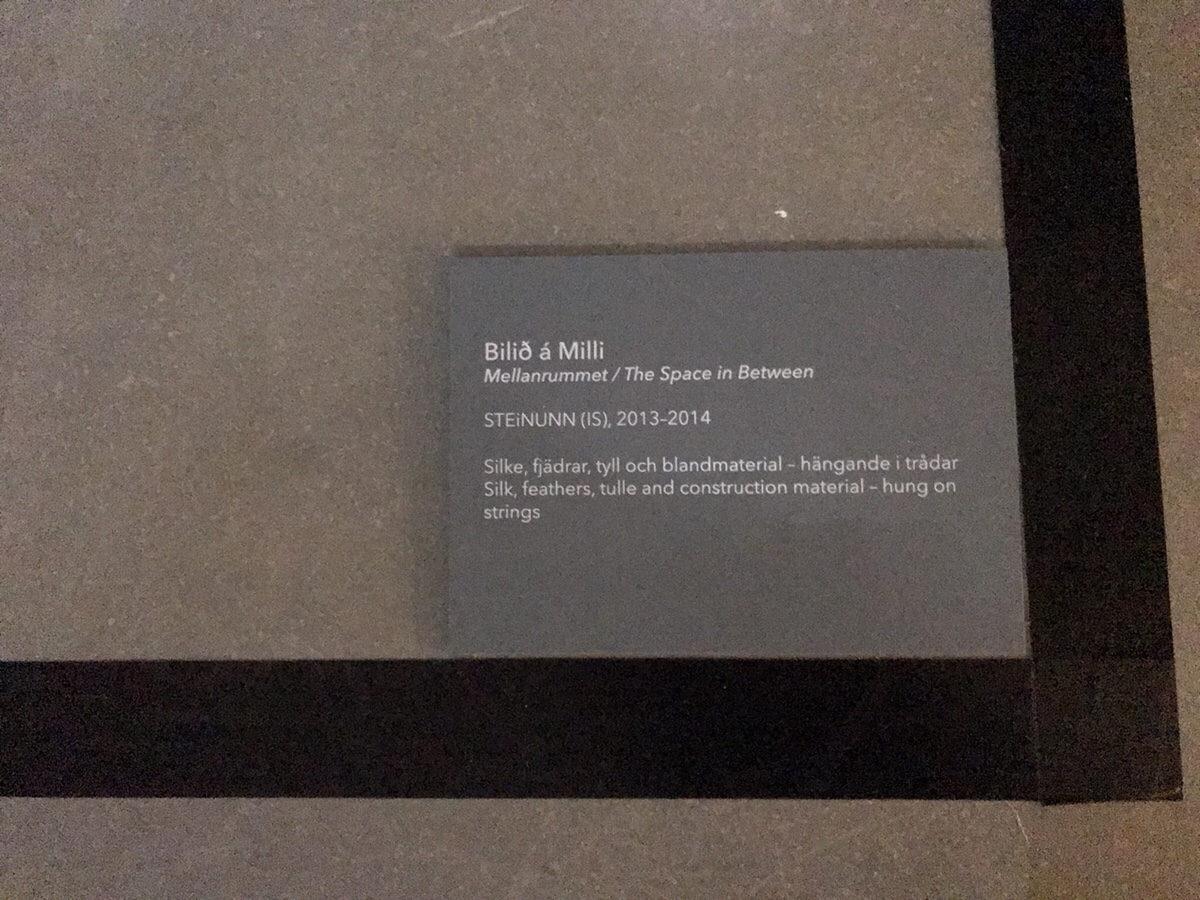 Bilið á Milli
Mellanrummet / The Space in Between
STEiNUNN (IS), 2013–2014
Silke, fjädrar, tyll och blandmaterial – hängande i trådar
Silk, feathers, tulle and construction material – hung on
strings